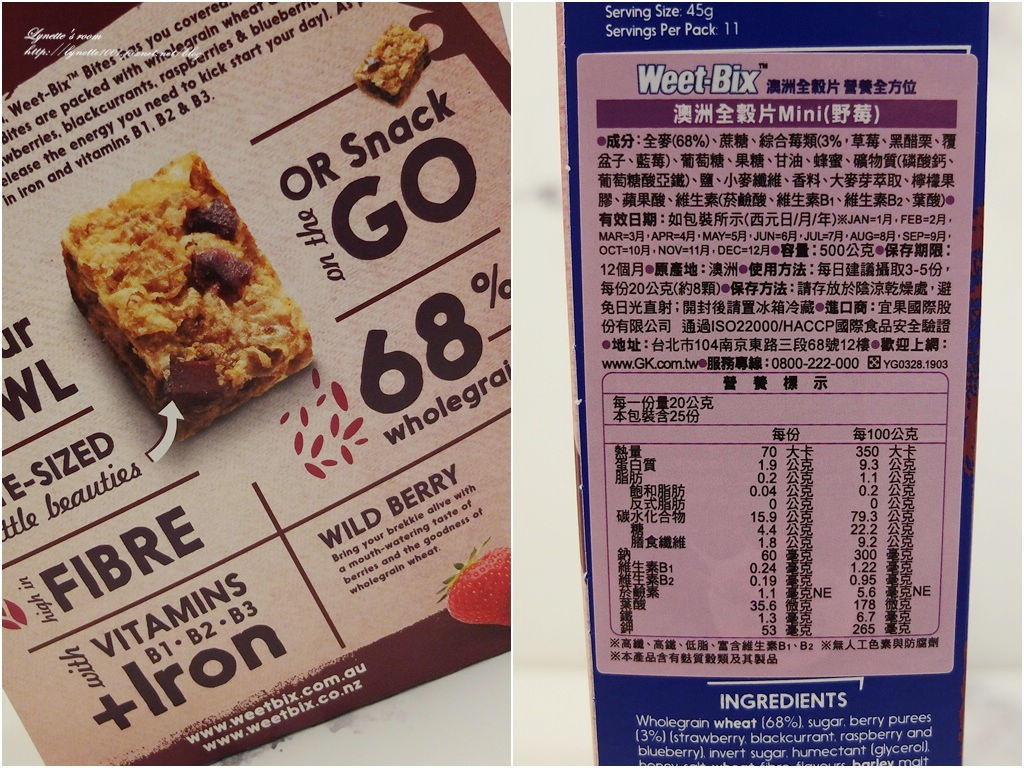 Lynette's room
you covered.
Weet-Bix™ Bites are
Bites are packed with wholegrain wheat
blackcurrants, raspberries & blueberries
release the energy you need to kick start your day). As
in iron and vitamins B1, B2 & B3.
OR Snack
on the
GO
68%
wholegrai
E-SIZED
ttle beauties
high in
FIBRE
with
VITAMINS
B1·B2·B3
+Iron
WILD BERRY
Bring your brekkie alive with
a mouth-watering taste of
berries and the goodness of
wholegrain wheat.
www.weetbix.com.au
www.weetbix.co.nz
Serving Size: 45g
Servings Per Pack: 11
Weet-Bix™ 澳洲全穀片 營養全方位
澳洲全穀片Mini(野莓)
●成分:全麥(68%)、蔗糖、綜合莓類(3%,草莓、黑醋栗、覆
盆子、藍莓)、葡萄糖、果糖、甘油、蜂蜜、礦物質(磷酸鈣、
葡萄糖酸亞鐵)、鹽、小麥纖維、香料、大麥芽萃取、檸檬果
膠、蘋果酸、維生素(菸鹼酸、維生素B1、維生素B2、葉酸)●
有效日期:如包裝所示(西元日/月/年)※JAN=1月,FEB=2月,
MAR=3月,APR=4月,MAY=5月,JUN=6月,JUL=7月,AUG=8月,SEP=9月,
OCT=10月,NOV=11月,DEC=12月●容量:500公克●保存期限:
12個月●原產地:澳洲●使用方法:每日建議攝取3-5份,
每份20公克(約8顆)●保存方法:請存放於陰涼乾燥處,避
免日光直射;開封後請置冰箱冷藏●進口商:宜果國際股
份有限公司 通過ISO22000/HACCP國際食品安全驗證
●地址:台北市104南京東路三段68號12樓●歡迎上網:
www.GK.com.tw●服務專線:0800-222-000 YG0328.1903
營養標示
每一份量20公克
本包裝含25份
每份 每100公克
熱量 70 大卡 350 大卡
蛋白質 1.9 公克 9.3 公克
脂肪 0.2 公克 1.1 公克
飽和脂肪 0.04 公克 0.2 公克
反式脂肪 0 公克 0 公克
碳水化合物 15.9 公克 79.3 公克
糖 4.4 公克 22.2 公克
膳食纖維 1.8 公克 9.2 公克
鈉 60 毫克 300 毫克
維生素B1 0.24 毫克 1.22 毫克
維生素B2 0.19 毫克 0.95 毫克
菸鹼素 1.1 毫克NE 5.6 毫克NE
葉酸 35.6 微克 178 微克
鐵 1.3 毫克 6.7 毫克
鉀 53 毫克 265 毫克
※高纖、高鐵、低脂、富含維生素B1、B2 ※無人工色素與防腐劑
※本產品含有麩質穀類及其製品
INGREDIENTS
Wholegrain wheat (68%), sugar, berry purees
(3%) (strawberry, blackcurrant, raspberry and
blueberry), invert sugar, humectant (glycerol),
honey, salt, wheat fibre, flavours, barley malt